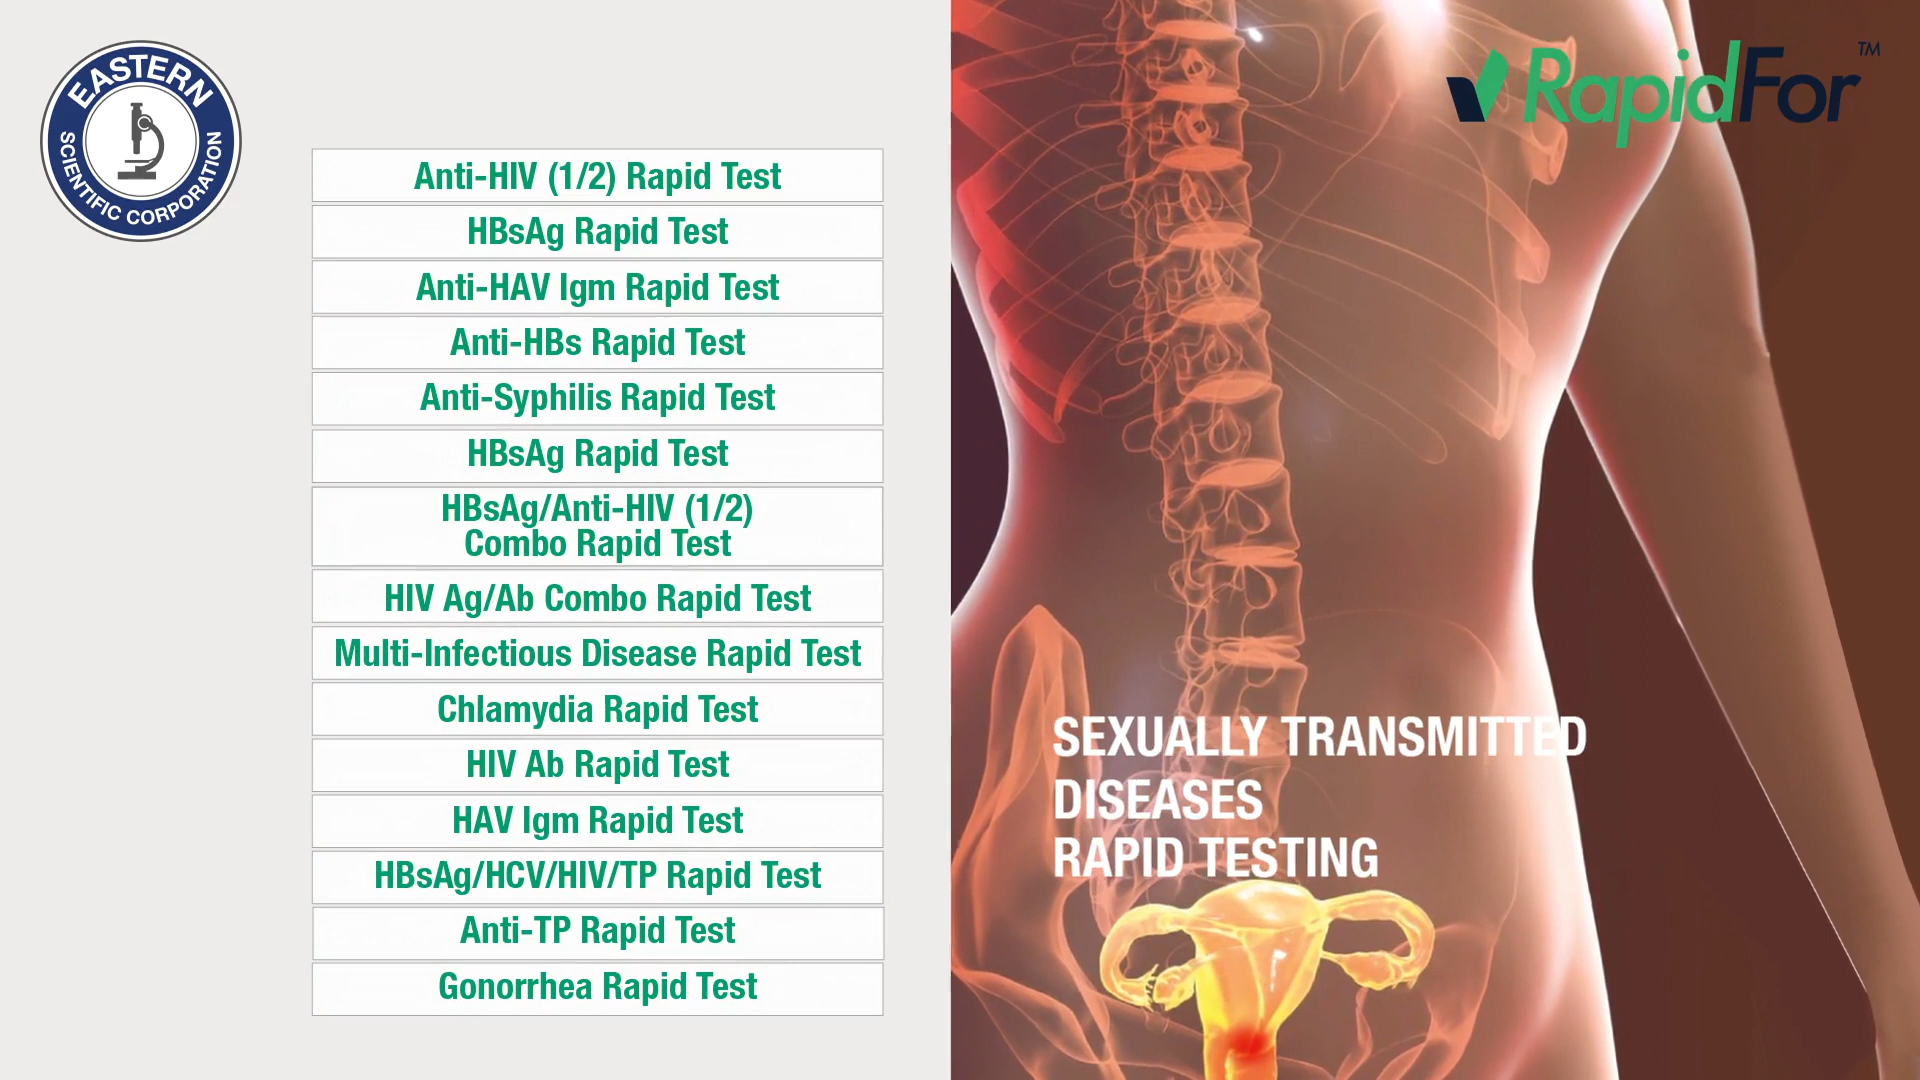 EASTERN
SCIENTIFIC CORPORATION
Anti-HIV (1/2) Rapid Test
HBsAg Rapid Test
Anti-HAV Igm Rapid Test
Anti-HBs Rapid Test
Anti-Syphilis Rapid Test
HBsAg Rapid Test
HBsAg/Anti-HIV (1/2)
Combo Rapid Test
HIV Ag/Ab Combo Rapid Test
Multi-Infectious Disease Rapid Test
Chlamydia Rapid Test
HIV Ab Rapid Test
HAV Igm Rapid Test
HBsAg/HCV/HIV/TP Rapid Test
Anti-TP Rapid Test
Gonorrhea Rapid Test
RapidFor™
SEXUALLY TRANSMITTED
DISEASES
RAPID TESTING